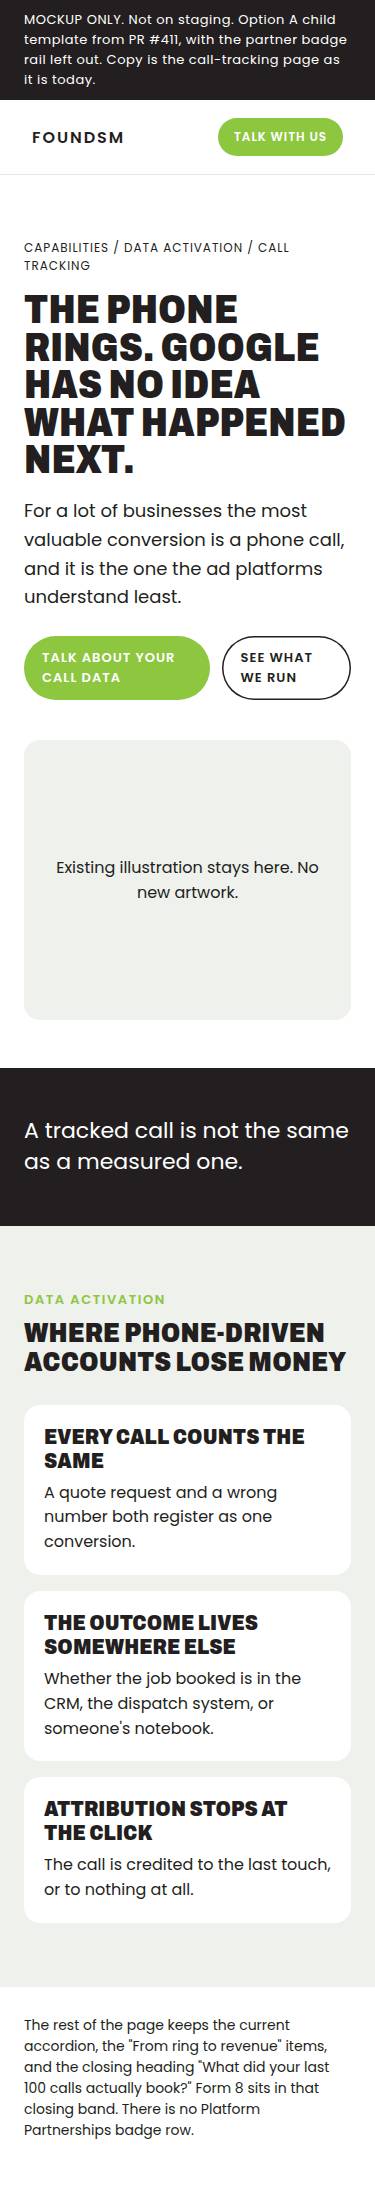 MOCKUP ONLY. Not on staging. Option A child
template from PR #411, with the partner badge
rail left out. Copy is the call-tracking page as
it is today.
FOUNDSM
TALK WITH US
CAPABILITIES / DATA ACTIVATION / CALL
TRACKING
THE PHONE
RINGS. GOOGLE
HAS NO IDEA
WHAT HAPPENED
NEXT.
For a lot of businesses the most
valuable conversion is a phone call,
and it is the one the ad platforms
understand least.
TALK ABOUT YOUR
CALL DATA
SEE WHAT
WE RUN
Existing illustration stays here. No
new artwork.
A tracked call is not the same
as a measured one.
DATA ACTIVATION
WHERE PHONE-DRIVEN
ACCOUNTS LOSE MONEY
EVERY CALL COUNTS THE
SAME
A quote request and a wrong
number both register as one
conversion.
THE OUTCOME LIVES
SOMEWHERE ELSE
Whether the job booked is in the
CRM, the dispatch system, or
someone's notebook.
ATTRIBUTION STOPS AT
THE CLICK
The call is credited to the last touch,
or to nothing at all.
The rest of the page keeps the current
accordion, the "From ring to revenue" items,
and the closing heading "What did your last
100 calls actually book?" Form 8 sits in that
closing band. There is no Platform
Partnerships badge row.